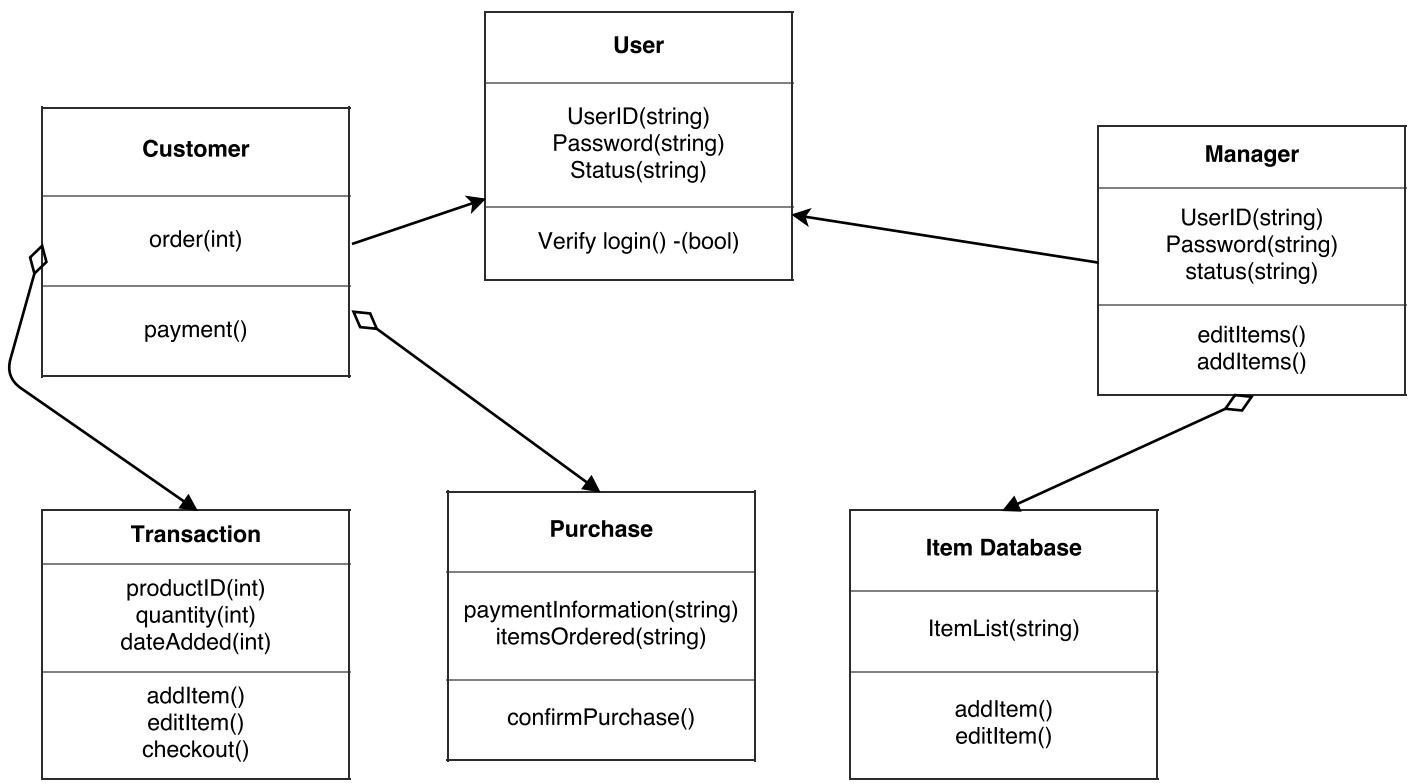 User
UserID(string)
Password(string)
Status(string)
Verify login() -(bool)
Customer
order(int)
payment()
Manager
UserID(string)
Password(string)
status(string)
editItems()
addItems()
Transaction
productID(int)
quantity(int)
dateAdded(int)
addItem()
editItem()
checkout()
Purchase
paymentInformation(string)
itemsOrdered(string)
confirmPurchase()
Item Database
ItemList(string)
addItem()
editItem()